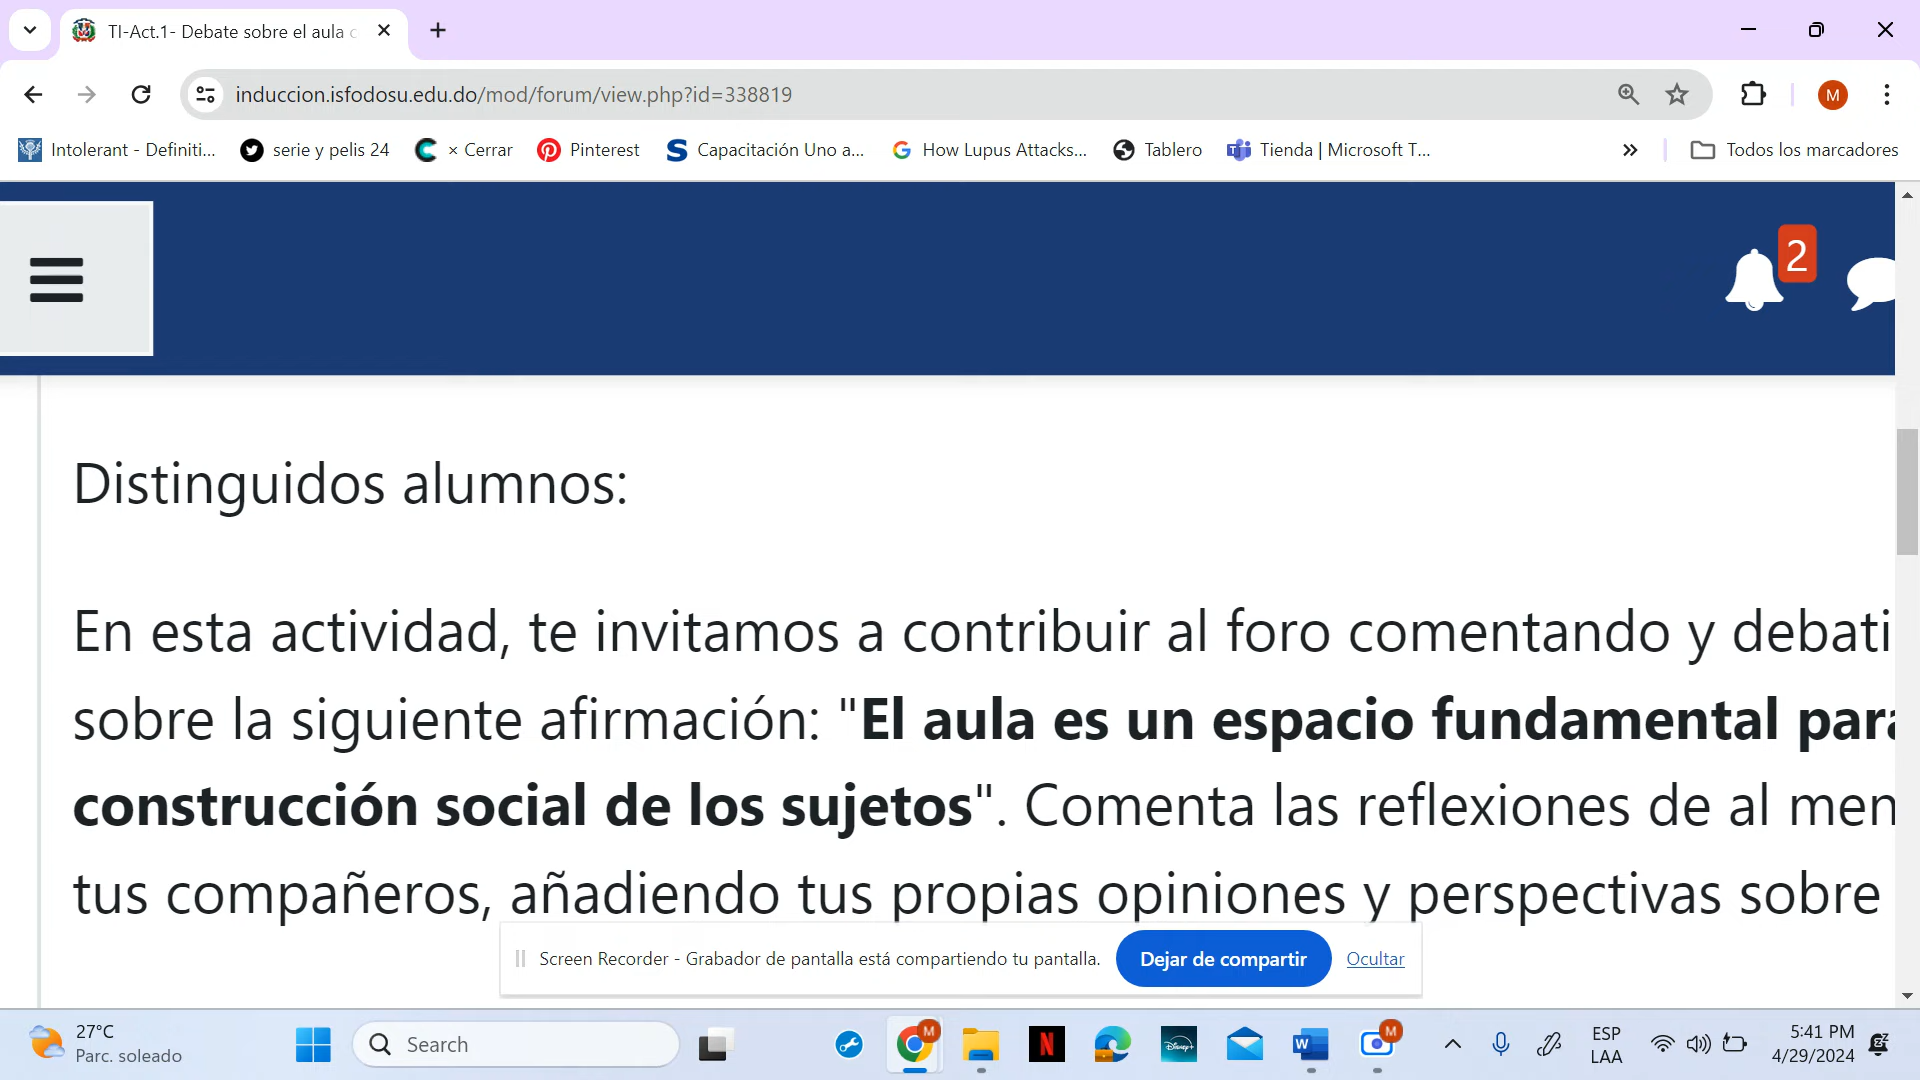 TI-Act.1- Debate sobre el aula
induccion.isfodosu.edu.do/mod/forum/view.php?id=338819
M
Intolerant - Definiti...
serie y pelis 24
× Cerrar
Pinterest
Capacitación Uno a...
How Lupus Attacks...
Tablero
Tienda | Microsoft T...
Todos los marcadores
2
Distinguidos alumnos:
En esta actividad, te invitamos a contribuir al foro comentando y debati
sobre la siguiente afirmación: "El aula es un espacio fundamental para
construcción social de los sujetos". Comenta las reflexiones de al men
tus compañeros, añadiendo tus propias opiniones y perspectivas sobre
Screen Recorder - Grabador de pantalla está compartiendo tu pantalla.
Dejar de compartir
Ocultar
27°C
Parc. soleado
Search
M
N
Disney+
W
M
ESP
LAA
5:41 PM
4/29/2024